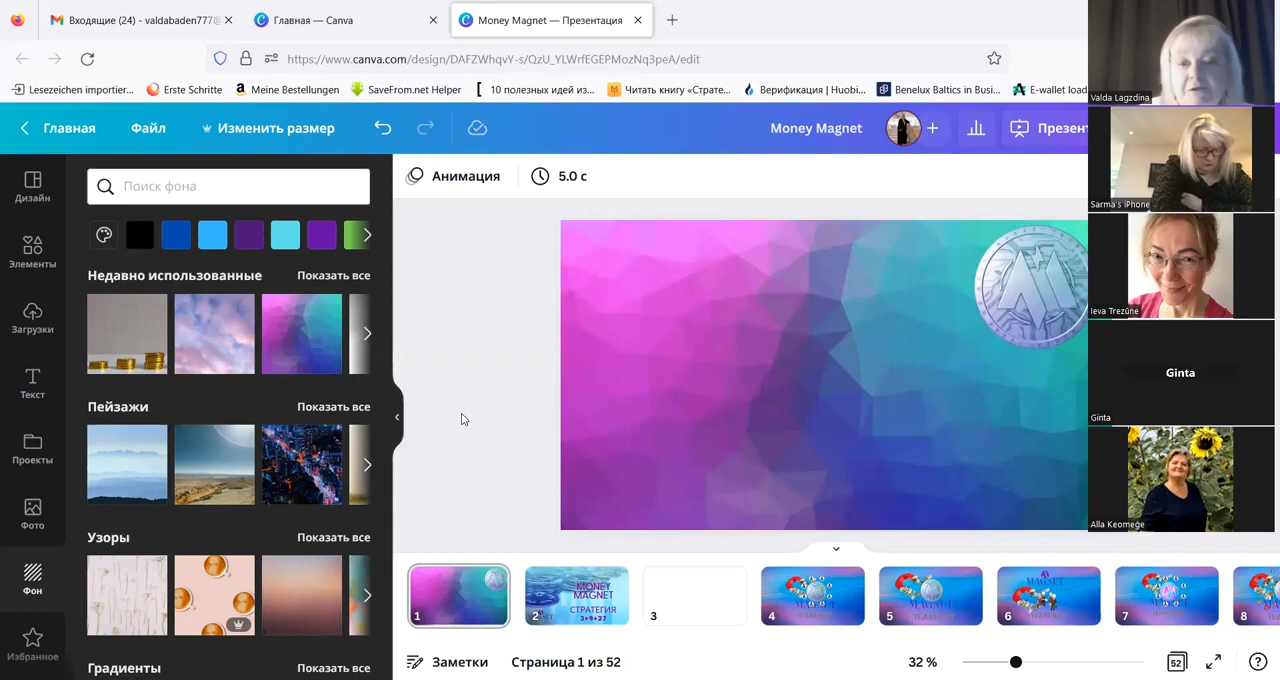 Входящие (24) - valdabaden777@
Главная — Canva
Money Magnet — Презентация
https://www.canva.com/design/DAFZWhqvY-s/QzU_YLWrfEGEPMozNq3peA/edit
Lesezeichen importier...
Erste Schritte
Meine Bestellungen
SaveFrom.net Helper
10 полезных идей из...
Читать книгу «Страте...
Верификация | Huobi...
Benelux Baltics in Busi...
E-wallet load
Главная
Файл
Изменить размер
Money Magnet
Презент
Дизайн
Элементы
Загрузки
Текст
Проекты
Фото
Фон
Избранное
Поиск фона
Недавно использованные
Показать все
Пейзажи
Показать все
Узоры
Показать все
Градиенты
Показать все
Анимация
5.0 с
Valda Lagzdina
Sarma's iPhone
Ieva Trezūne
Ginta
Ginta
Alla Keomege
1
2
MONEY
MAGNET
СТРАТЕГИЯ
3+9+27
3
4
5
6
MAGNET
7
8
Заметки
Страница 1 из 52
32 %
52